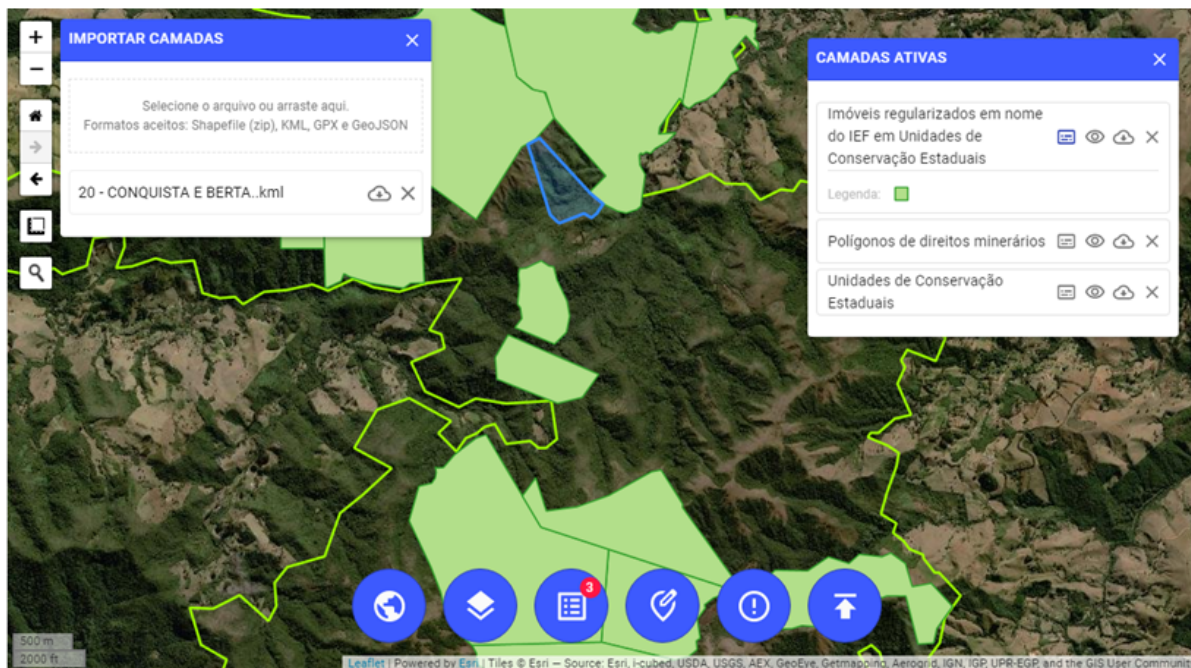 +
IMPORTAR CAMADAS
−
Selecione o arquivo ou arraste aqui.
Formatos aceitos: Shapefile (zip), KML, GPX e GeoJSON
20 - CONQUISTA E BERTA..kml
CAMADAS ATIVAS
Imóveis regularizados em nome
do IEF em Unidades de
Conservação Estaduais
Legenda:
Polígonos de direitos minerários
Unidades de Conservação
Estaduais
3
500 m
2000 ft
Leaflet | Powered by Esri | Tiles © Esri — Source: Esri, i-cubed, USDA, USGS, AEX, GeoEye, Getmapping, Aerogrid, IGN, IGP, UPR-EGP, and the GIS User Commun